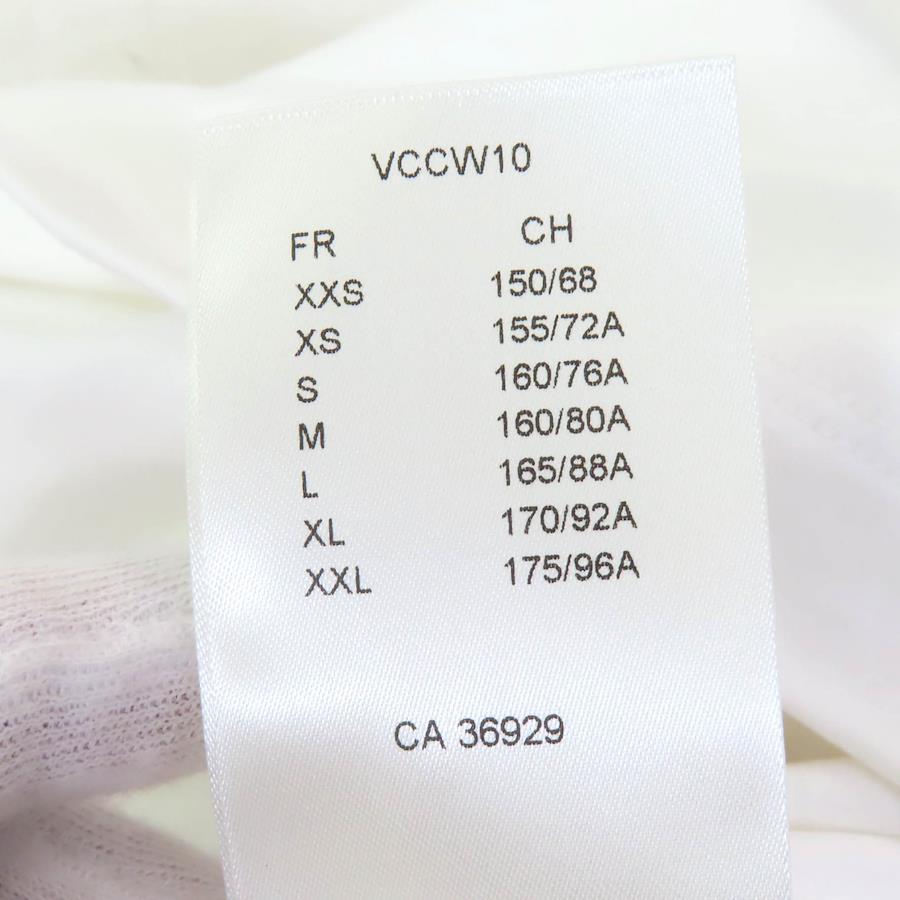 VCCW10
FR CH
XXS 150/68
XS 155/72A
S 160/76A
M 160/80A
L 165/88A
XL 170/92A
XXL 175/96A
CA 36929